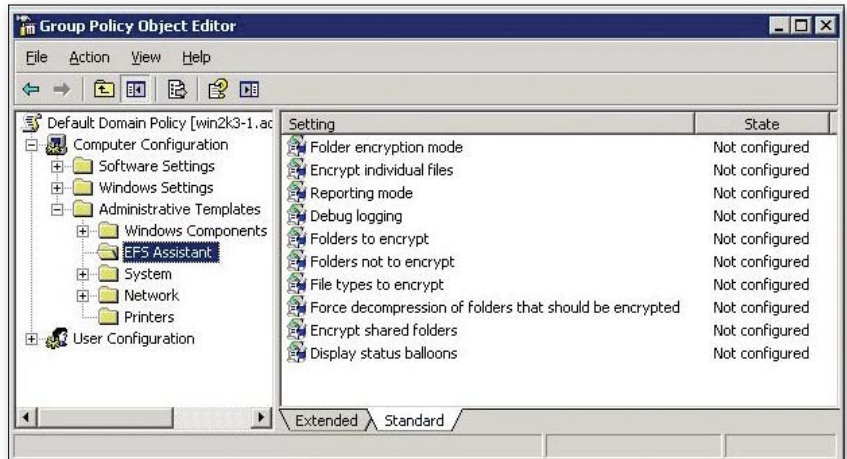 Group Policy Object Editor
File Action View Help
Default Domain Policy [win2k3-1.ac
Computer Configuration
Software Settings
Windows Settings
Administrative Templates
Windows Components
EFS Assistant
System
Network
Printers
User Configuration
Setting State
Folder encryption mode Not configured
Encrypt individual files Not configured
Reporting mode Not configured
Debug logging Not configured
Folders to encrypt Not configured
Folders not to encrypt Not configured
File types to encrypt Not configured
Force decompression of folders that should be encrypted Not configured
Encrypt shared folders Not configured
Display status balloons Not configured
Extended Standard